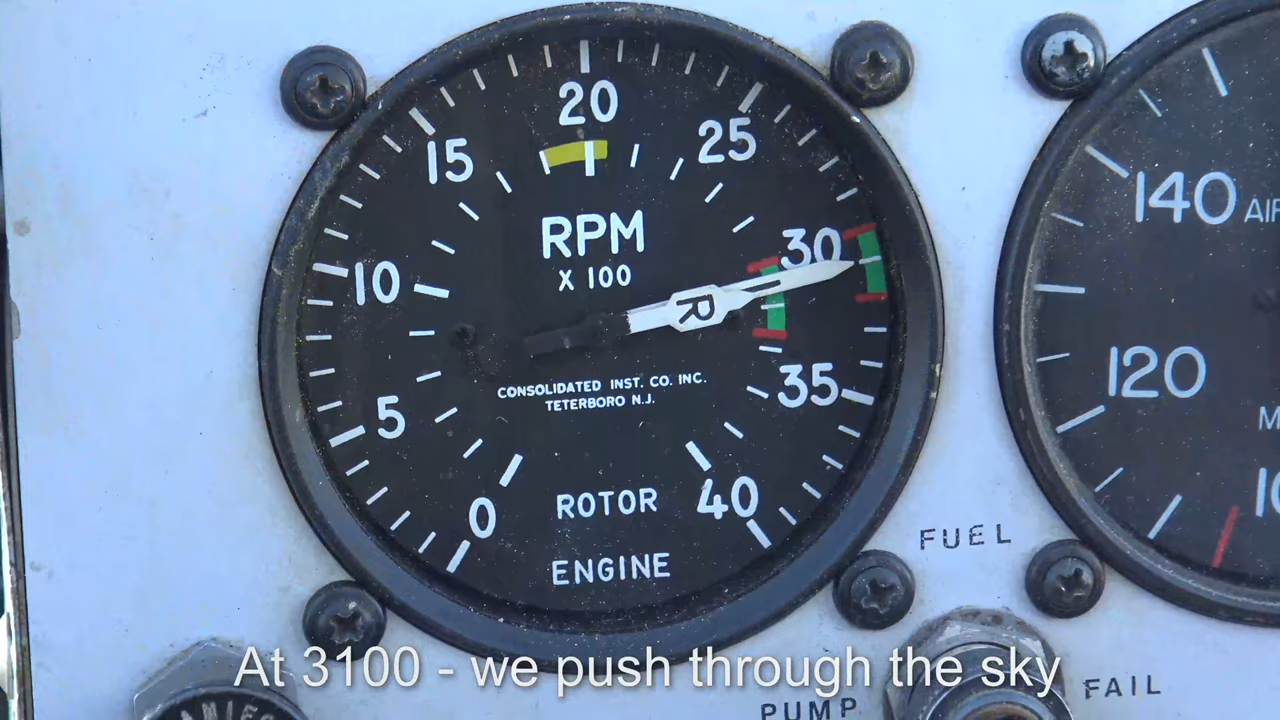 20
15
25
RPM
30
X 100
10
R
CONSOLIDATED INST. CO. INC.
TETERBORO N.J.
35
5
ROTOR
40
0
ENGINE
140
120
FUEL
At 3100 - we push through the sky
PUMP
FAIL